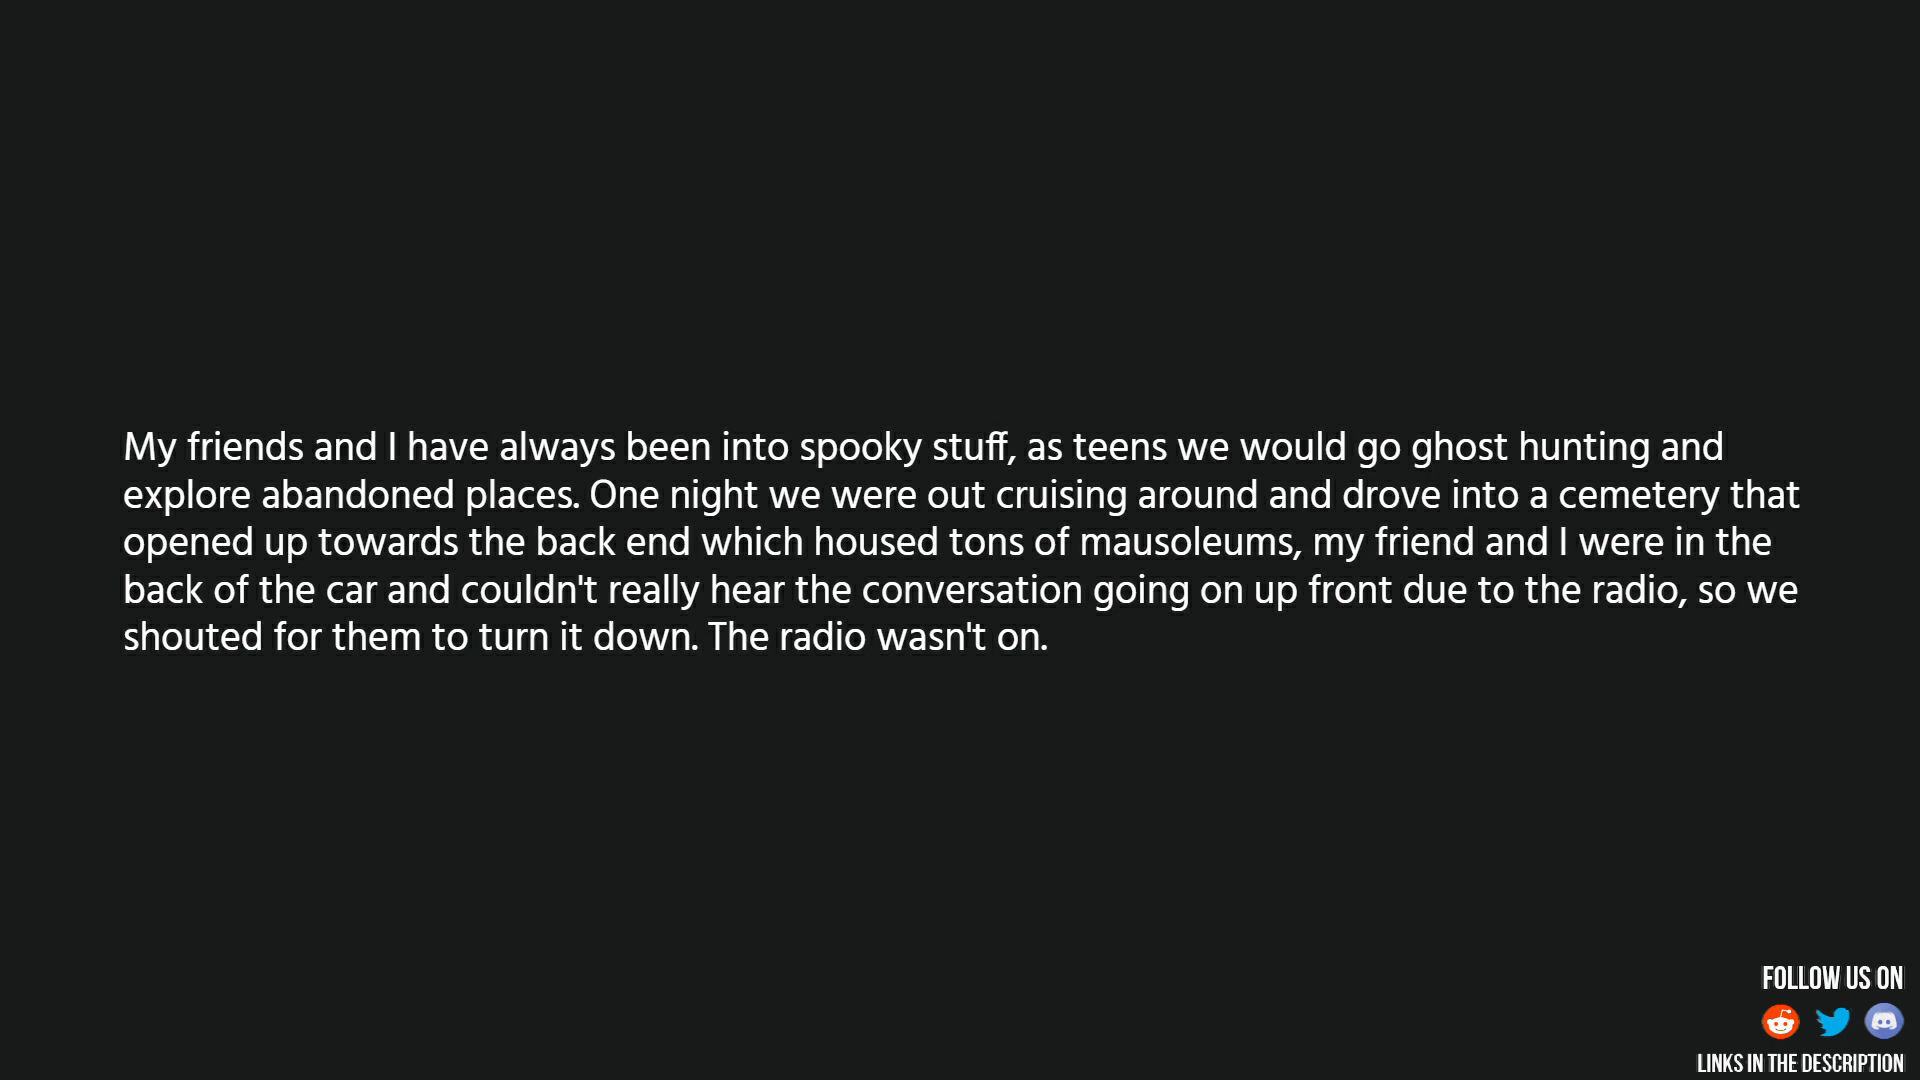 My friends and I have always been into spooky stuff, as teens we would go ghost hunting and
explore abandoned places. One night we were out cruising around and drove into a cemetery that
opened up towards the back end which housed tons of mausoleums, my friend and I were in the
back of the car and couldn't really hear the conversation going on up front due to the radio, so we
shouted for them to turn it down. The radio wasn't on.
FOLLOW US ON
LINKS IN THE DESCRIPTION